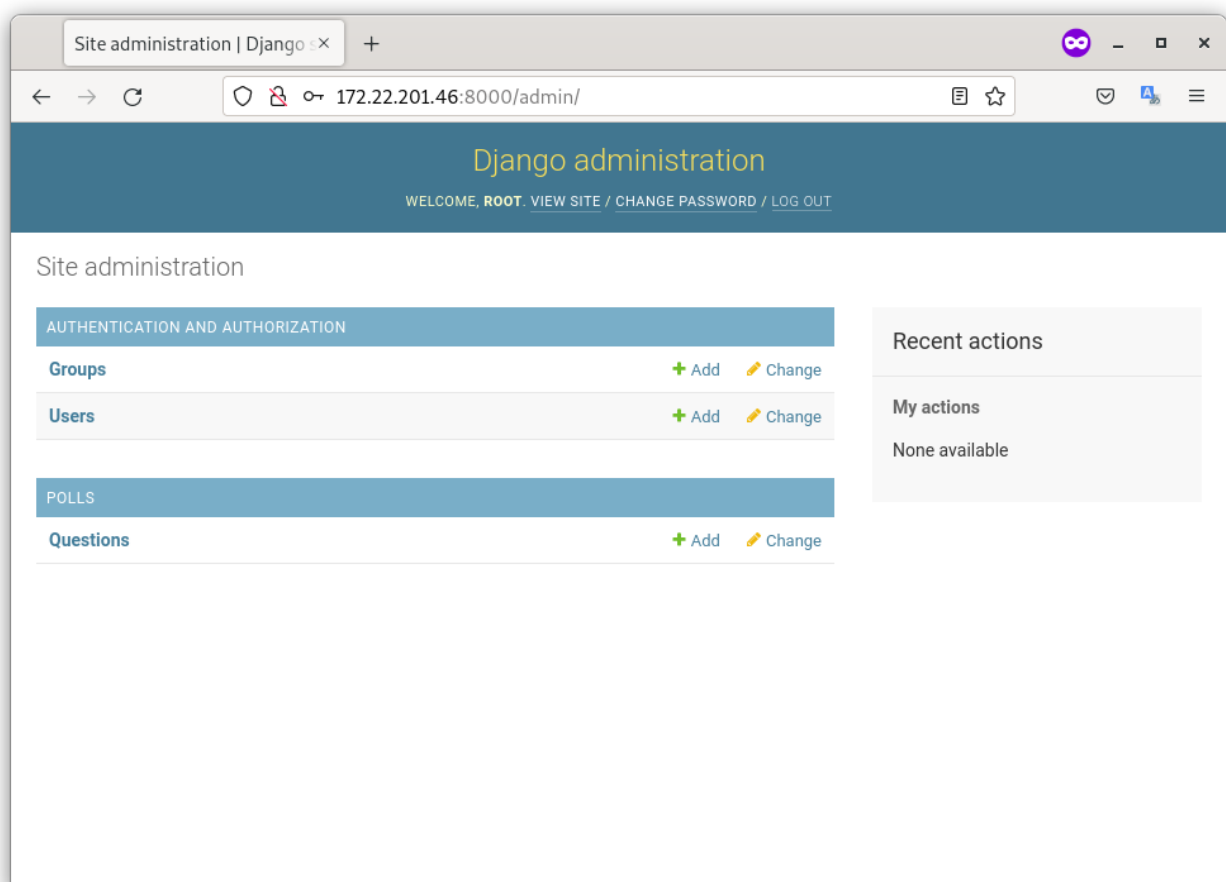 Site administration | Django s
172.22.201.46:8000/admin/
Django administration
WELCOME, ROOT. VIEW SITE / CHANGE PASSWORD / LOG OUT
Site administration
AUTHENTICATION AND AUTHORIZATION
Groups Add Change
Users Add Change
POLLS
Questions Add Change
Recent actions
My actions
None available